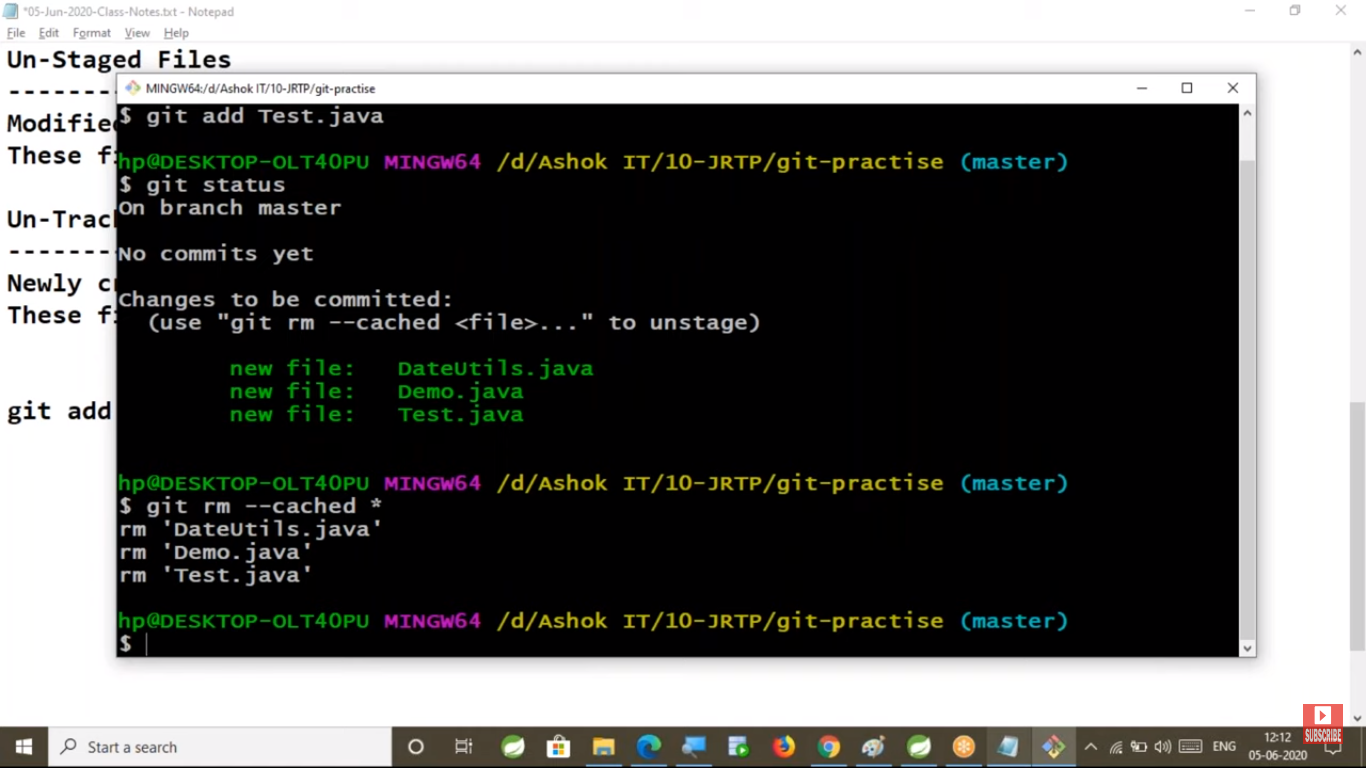 *05-Jun-2020-Class-Notes.txt - Notepad
File Edit Format View Help
Un-Staged Files
MINGW64:/d/Ashok IT/10-JRTP/git-practise
$ git add Test.java
Modified
These
hp@DESKTOP-OLT40PU MINGW64 /d/Ashok IT/10-JRTP/git-practise (master)
$ git status
On branch master
No commits yet
Newly
These
Changes to be committed:
(use "git rm --cached <file>..." to unstage)
new file: DateUtils.java
new file: Demo.java
new file: Test.java
git add
hp@DESKTOP-OLT40PU MINGW64 /d/Ashok IT/10-JRTP/git-practise (master)
$ git rm --cached *
rm 'DateUtils.java'
rm 'Demo.java'
rm 'Test.java'
hp@DESKTOP-OLT40PU MINGW64 /d/Ashok IT/10-JRTP/git-practise (master)
$
SUBSCRIBE
Start a search
ENG
12:12
05-06-2020